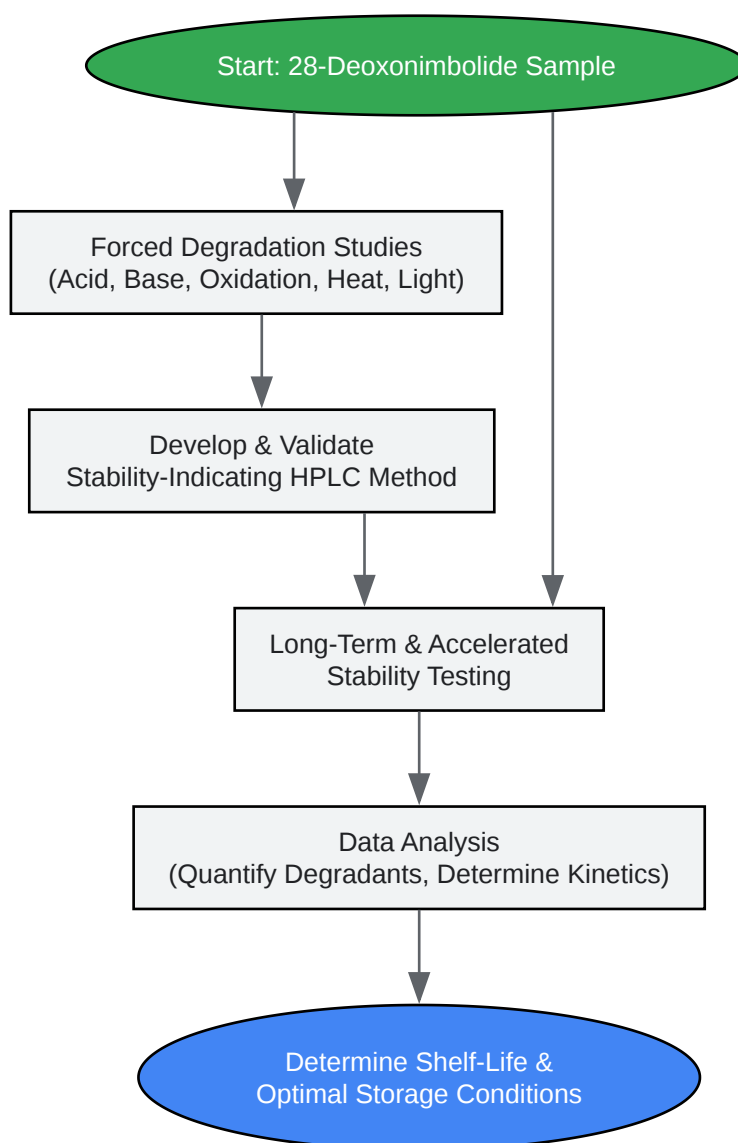 Start: 28-Deoxonimbolide Sample
Forced Degradation Studies
(Acid, Base, Oxidation, Heat, Light)
Develop & Validate
Stability-Indicating HPLC Method
Long-Term & Accelerated
Stability Testing
Data Analysis
(Quantify Degradants, Determine Kinetics)
Determine Shelf-Life &
Optimal Storage Conditions